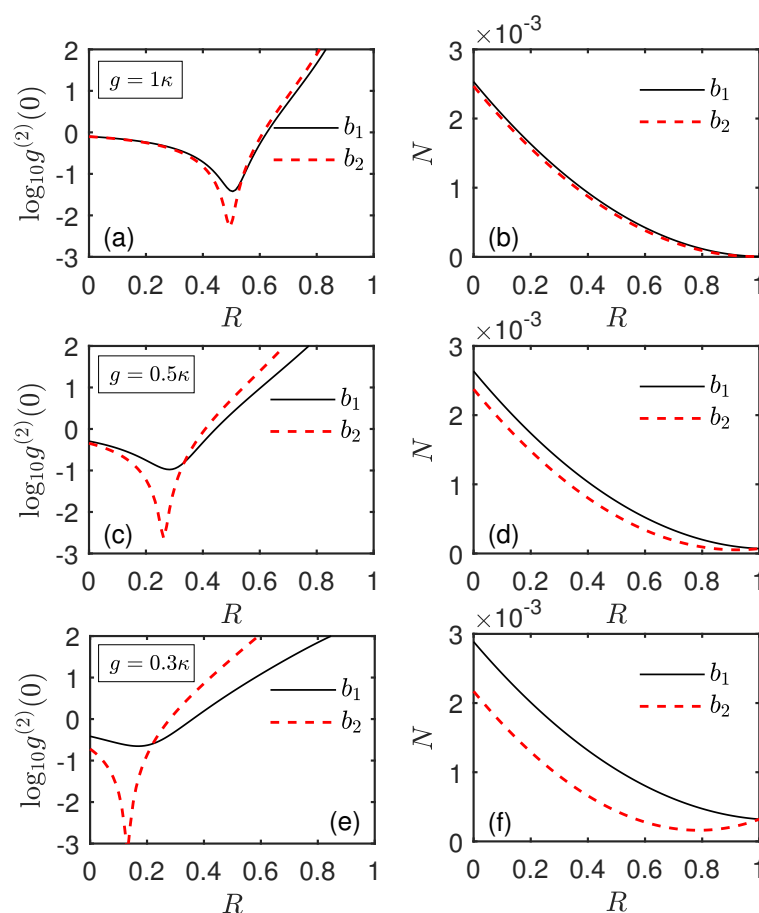 2
1
0
-1
-2
-3
log₁₀g⁽²⁾(0)
g = 1κ
b₁
b₂
(a)
0 0.2 0.4 0.6 0.8 1
R
×10⁻³
3
2
1
0
N
b₁
b₂
(b)
0 0.2 0.4 0.6 0.8 1
R
2
1
0
-1
-2
-3
log₁₀g⁽²⁾(0)
g = 0.5κ
b₁
b₂
(c)
0 0.2 0.4 0.6 0.8 1
R
×10⁻³
3
2
1
0
N
b₁
b₂
(d)
0 0.2 0.4 0.6 0.8 1
R
2
1
0
-1
-2
-3
log₁₀g⁽²⁾(0)
g = 0.3κ
b₁
b₂
(e)
0 0.2 0.4 0.6 0.8 1
R
×10⁻³
3
2
1
0
N
b₁
b₂
(f)
0 0.2 0.4 0.6 0.8 1
R